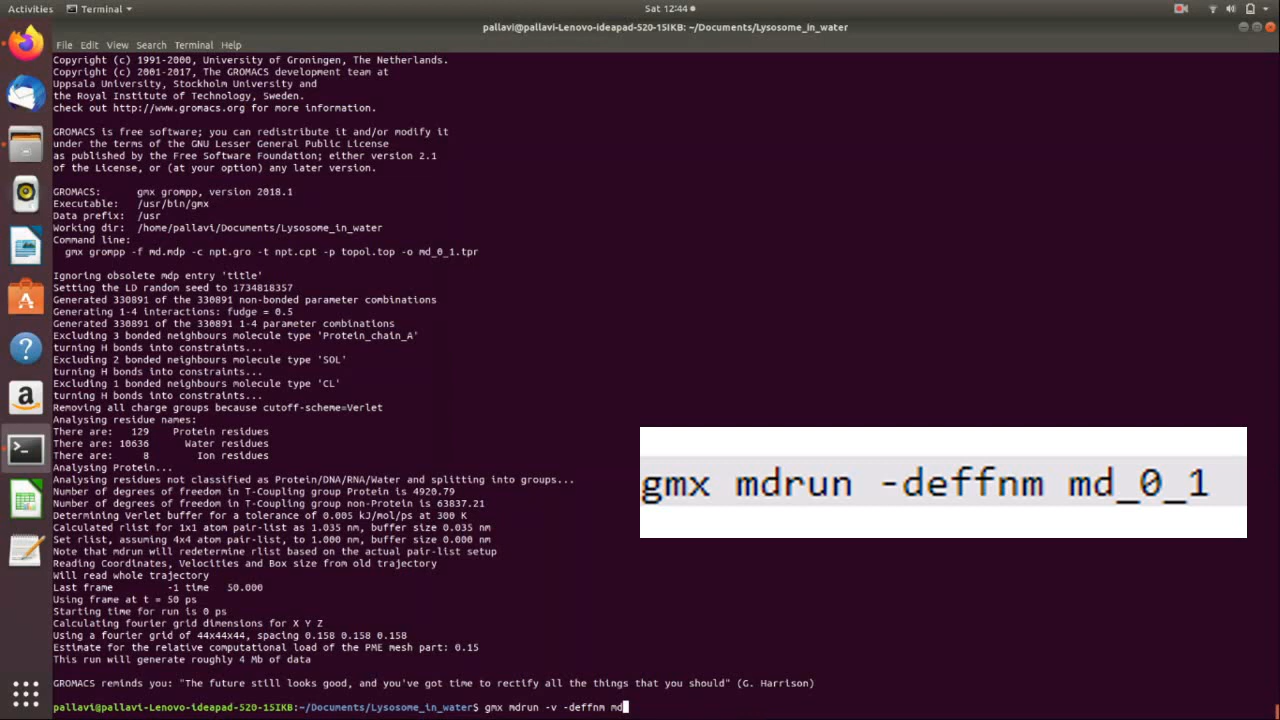 Activities Terminal Sat 12:44
pallavi@pallavi-Lenovo-ideapad-520-15IKB: ~/Documents/Lysosome_in_water
File Edit View Search Terminal Help
Copyright (c) 1991-2000, University of Groningen, The Netherlands.
Copyright (c) 2001-2017, The GROMACS development team at
Uppsala University, Stockholm University and
the Royal Institute of Technology, Sweden.
check out http://www.gromacs.org for more information.
GROMACS is free software; you can redistribute it and/or modify it
under the terms of the GNU Lesser General Public License
as published by the Free Software Foundation; either version 2.1
of the License, or (at your option) any later version.
GROMACS: gmx grompp, version 2018.1
Executable: /usr/bin/gmx
Data prefix: /usr
Working dir: /home/pallavi/Documents/Lysosome_in_water
Command line:
gmx grompp -f md.mdp -c npt.gro -t npt.cpt -p topol.top -o md_0_1.tpr
Ignoring obsolete mdp entry 'title'
Setting the LD random seed to 1734818357
Generated 330891 of the 330891 non-bonded parameter combinations
Generating 1-4 interactions: fudge = 0.5
Generated 330891 of the 330891 1-4 parameter combinations
Excluding 3 bonded neighbours molecule type 'Protein_chain_A'
turning H bonds into constraints...
Excluding 2 bonded neighbours molecule type 'SOL'
turning H bonds into constraints...
Excluding 1 bonded neighbours molecule type 'CL'
turning H bonds into constraints...
Removing all charge groups because cutoff-scheme=Verlet
Analysing residue names:
There are: 129 Protein residues
There are: 10636 Water residues
There are: 8 Ion residues
Analysing Protein...
Analysing residues not classified as Protein/DNA/RNA/Water and splitting into groups...
Number of degrees of freedom in T-Coupling group Protein is 4920.79
Number of degrees of freedom in T-Coupling group non-Protein is 63837.21
Determining Verlet buffer for a tolerance of 0.005 kJ/mol/ps at 300 K
Calculated rlist for 1x1 atom pair-list as 1.035 nm, buffer size 0.035 nm
Set rlist, assuming 4x4 atom pair-list, to 1.000 nm, buffer size 0.000 nm
Note that mdrun will redetermine rlist based on the actual pair-list setup
Reading Coordinates, Velocities and Box size from old trajectory
Will read whole trajectory
Last frame -1 time 50.000
Using frame at t = 50 ps
Starting time for run is 0 ps
Calculating fourier grid dimensions for X Y Z
Using a fourier grid of 44x44x44, spacing 0.158 0.158 0.158
Estimate for the relative computational load of the PME mesh part: 0.15
This run will generate roughly 4 Mb of data
GROMACS reminds you: "The future still looks good, and you've got time to rectify all the things that you should" (G. Harrison)
pallavi@pallavi-Lenovo-ideapad-520-15IKB:~/Documents/Lysosome_in_water$ gmx mdrun -v -deffnm md
gmx mdrun -deffnm md_0_1